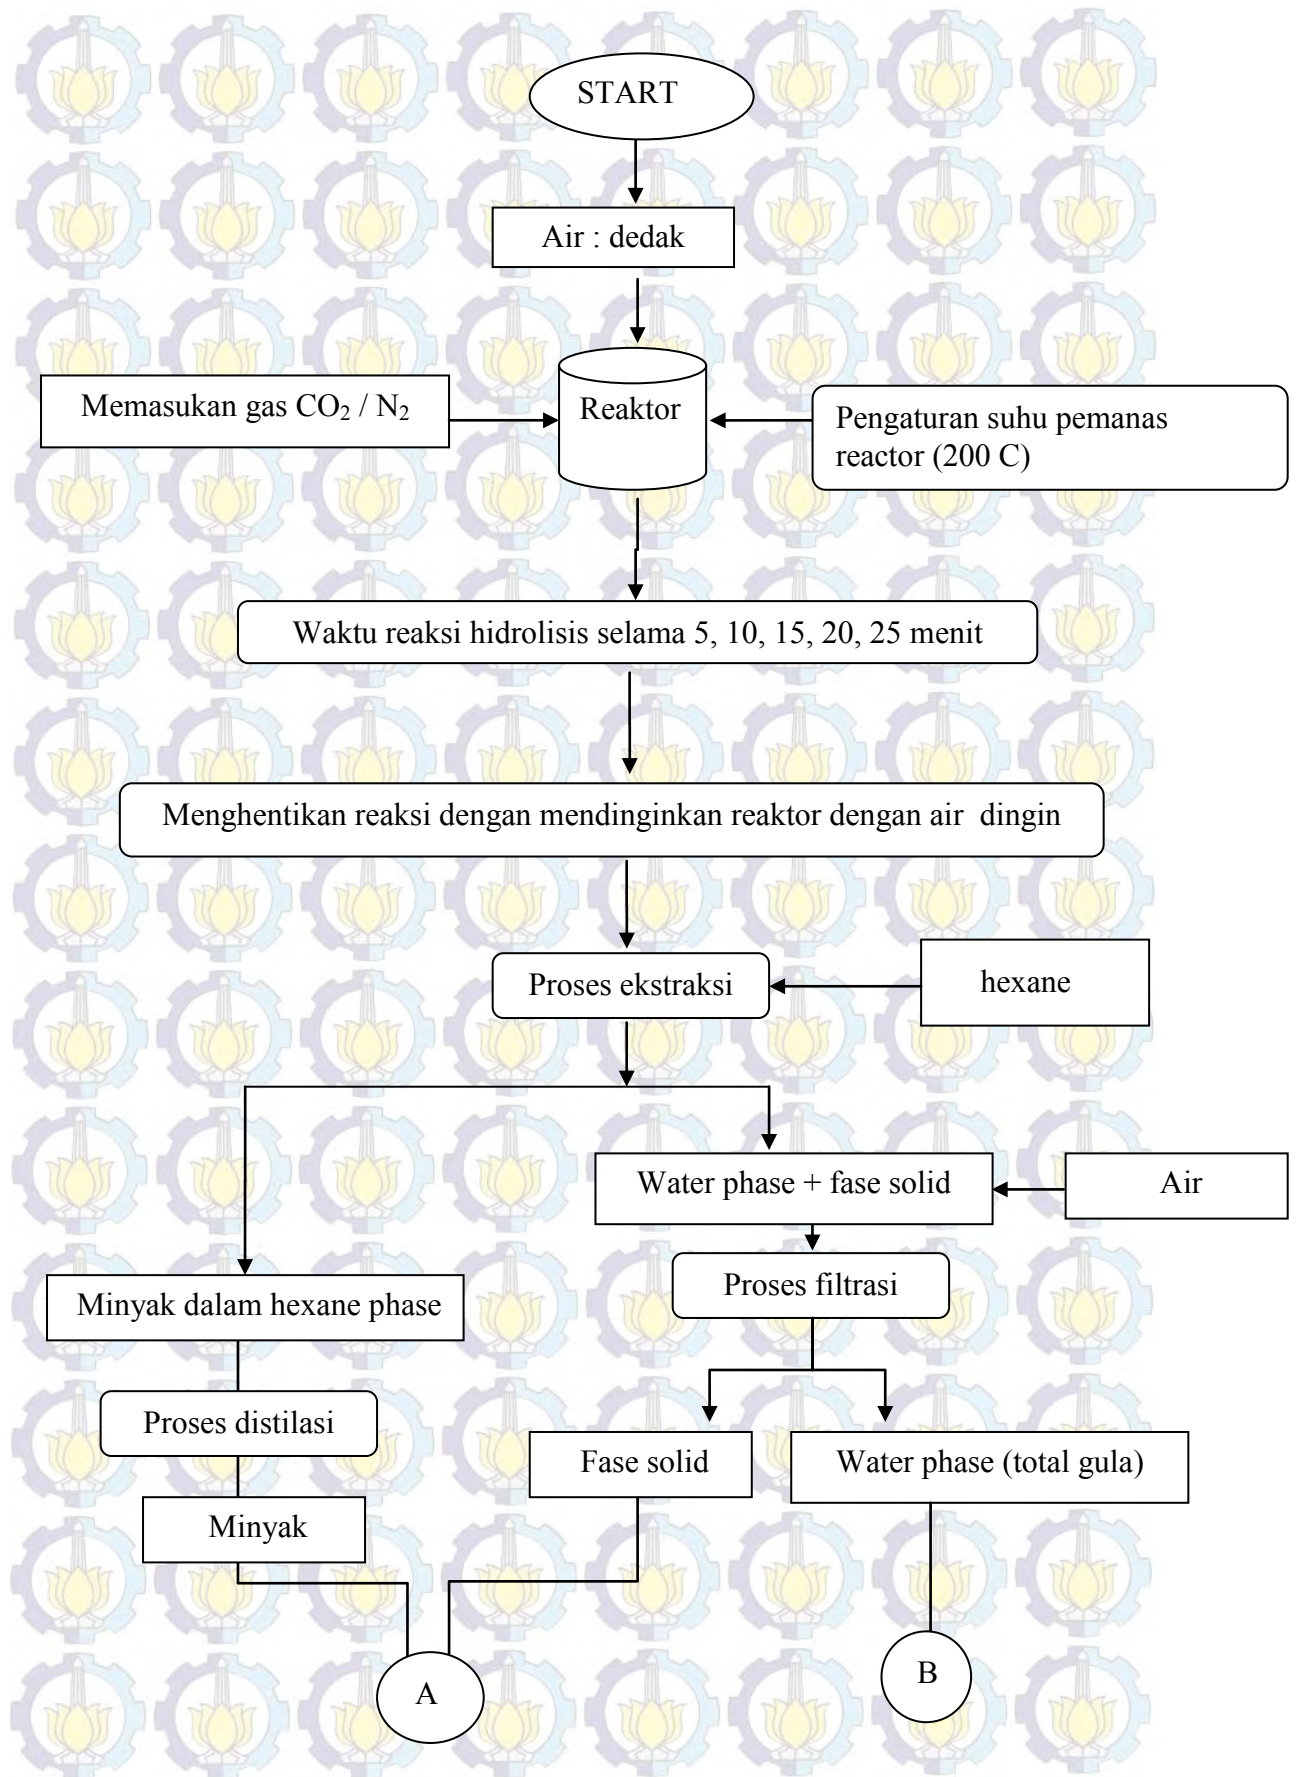 START
Air : dedak
Memasukan gas CO₂ / N₂
Reaktor
Pengaturan suhu pemanas
reactor (200 C)
Waktu reaksi hidrolisis selama 5, 10, 15, 20, 25 menit
Menghentikan reaksi dengan mendinginkan reaktor dengan air  dingin
Proses ekstraksi
hexane
Water phase + fase solid
Air
Minyak dalam hexane phase
Proses filtrasi
Proses distilasi
Fase solid
Water phase (total gula)
Minyak
A
B